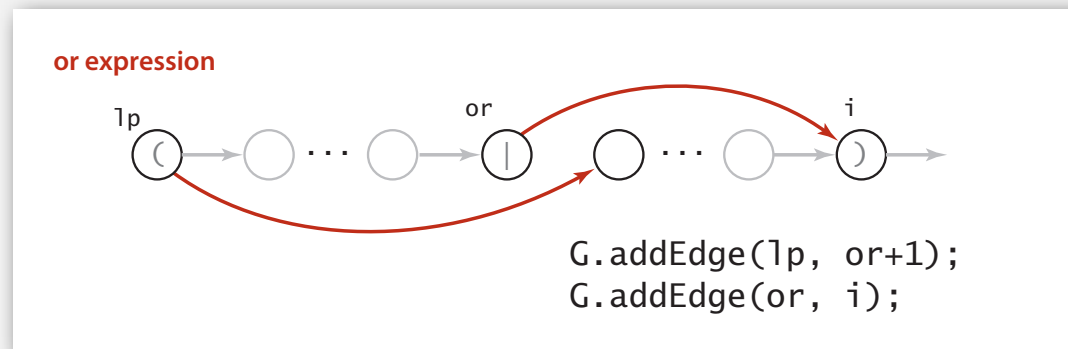 or expression
lp or i
( ... | ... )
G.addEdge(lp, or+1);
G.addEdge(or, i);